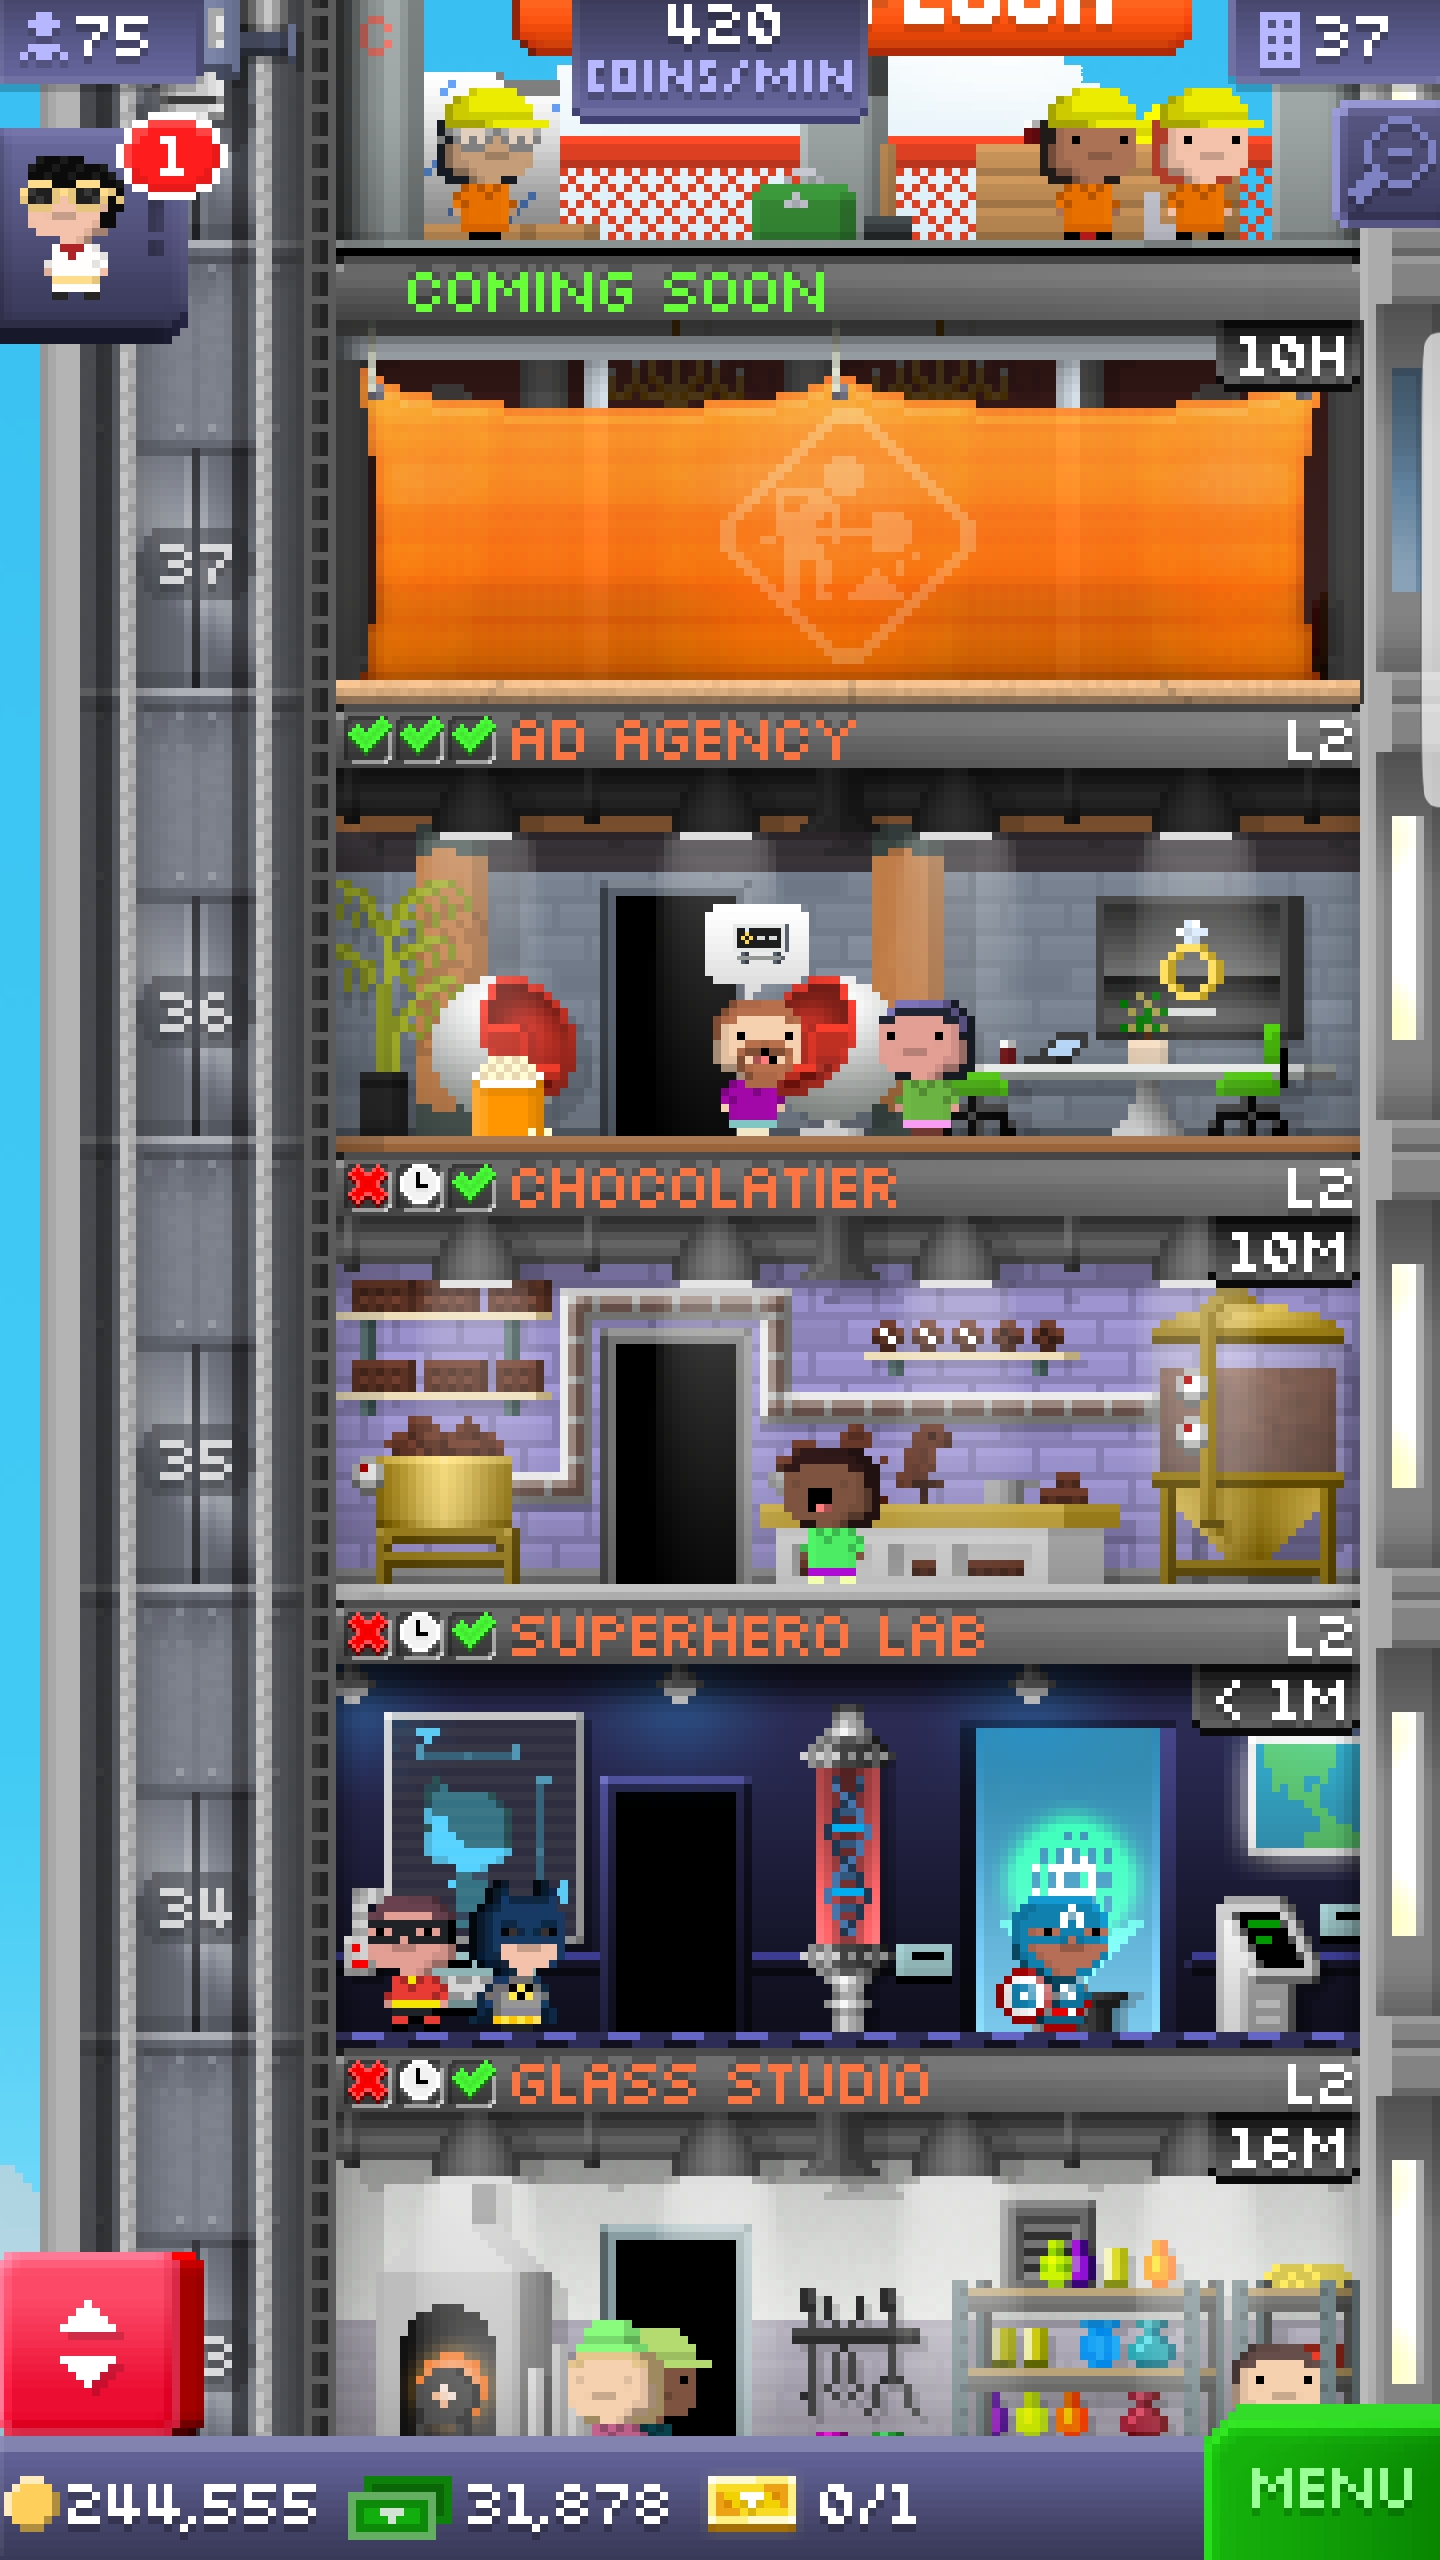 75
420
COINS/MIN
37
1
COMING SOON
10H
37
AD AGENCY L2
36
CHOCOLATIER L2
10M
35
SUPERHERO LAB L2
< 1M
34
GLASS STUDIO L2
16M
244,555 31,878 0/1
MENU